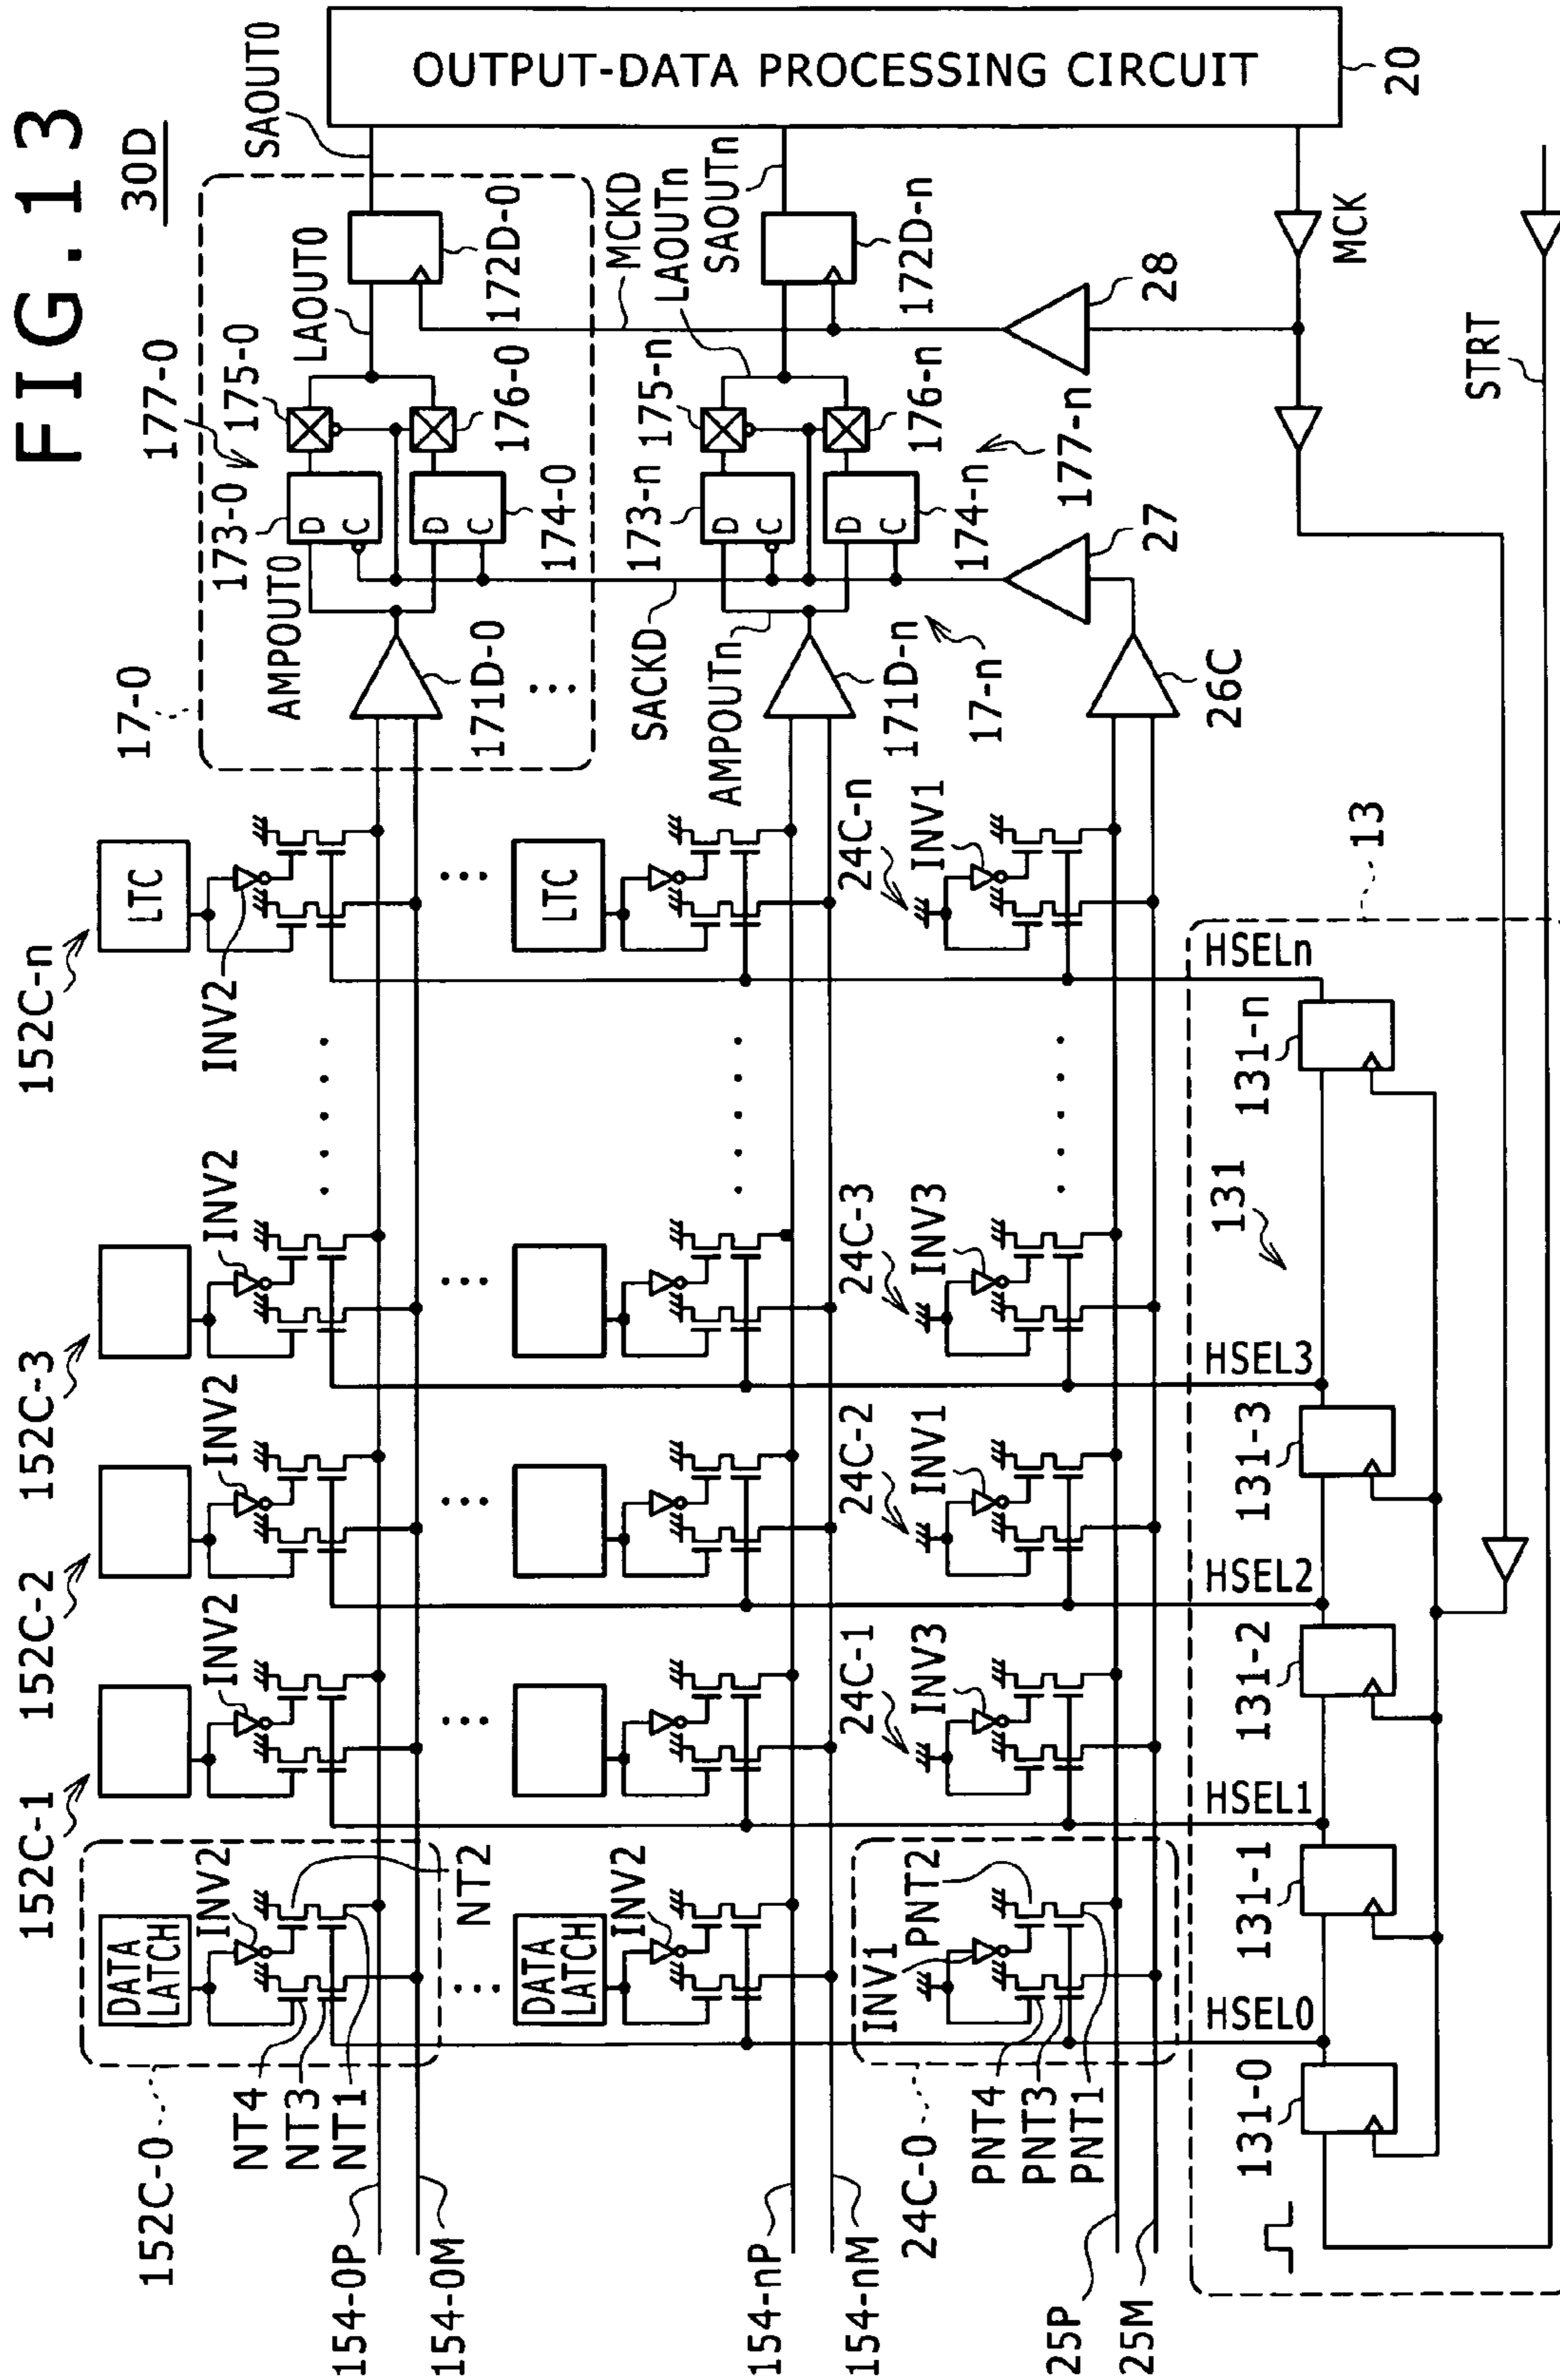 FIG.13
30D
152C-1
152C-2
152C-3
152C-n
17-0
177-0
SAOUT0
152C-0
DATA LATCH
INV2
INV2
INV2
INV2
LTC
INV2
AMPOUT0
173-0
175-0
LAOUT0
D
C
D
C
NT4
NT3
NT1
NT2
154-0P
154-0M
171D-0
174-0
176-0
172D-0
MCKD
LAOUTn
SAOUTn
OUTPUT-DATA PROCESSING CIRCUIT
20
DATA LATCH
INV2
LTC
SACKD
AMPOUTn
173-n
175-n
D
C
D
C
154-nP
154-nM
171D-n
17-n
174-n
176-n
177-n
172D-n
24C-0
INV1
PNT2
PNT4
PNT3
PNT1
24C-1
INV3
24C-2
INV1
24C-3
INV3
24C-n
INV1
25P
25M
26C
27
28
HSEL0
HSEL1
HSEL2
HSEL3
HSELn
13
131-0
131-1
131-2
131-3
131
131-n
MCK
STRT